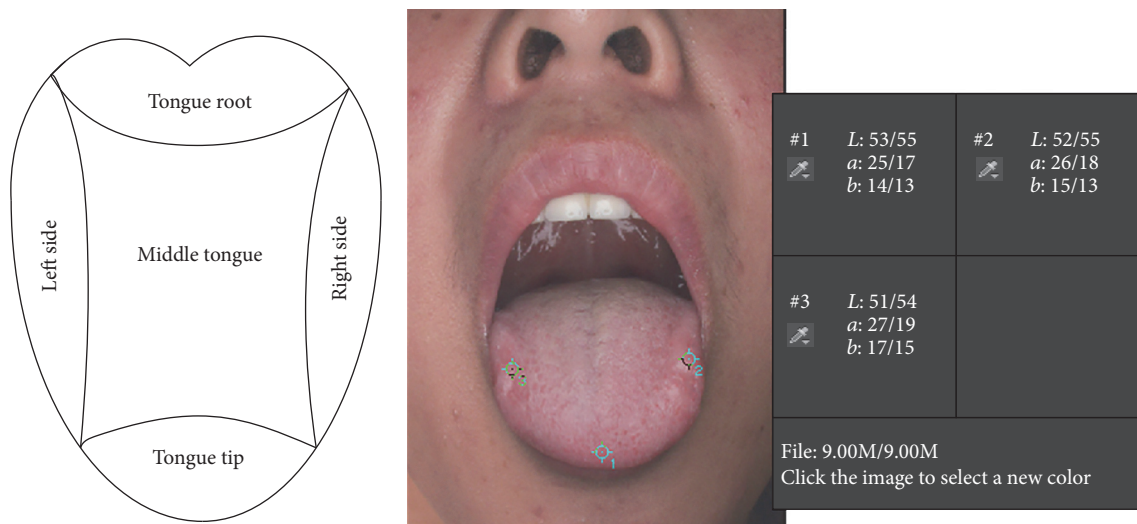 Tongue root
Left side
Middle tongue
Right side
Tongue tip
3
2
1
#1
L: 53/55
a: 25/17
b: 14/13
#2
L: 52/55
a: 26/18
b: 15/13
#3
L: 51/54
a: 27/19
b: 17/15
File: 9.00M/9.00M
Click the image to select a new color